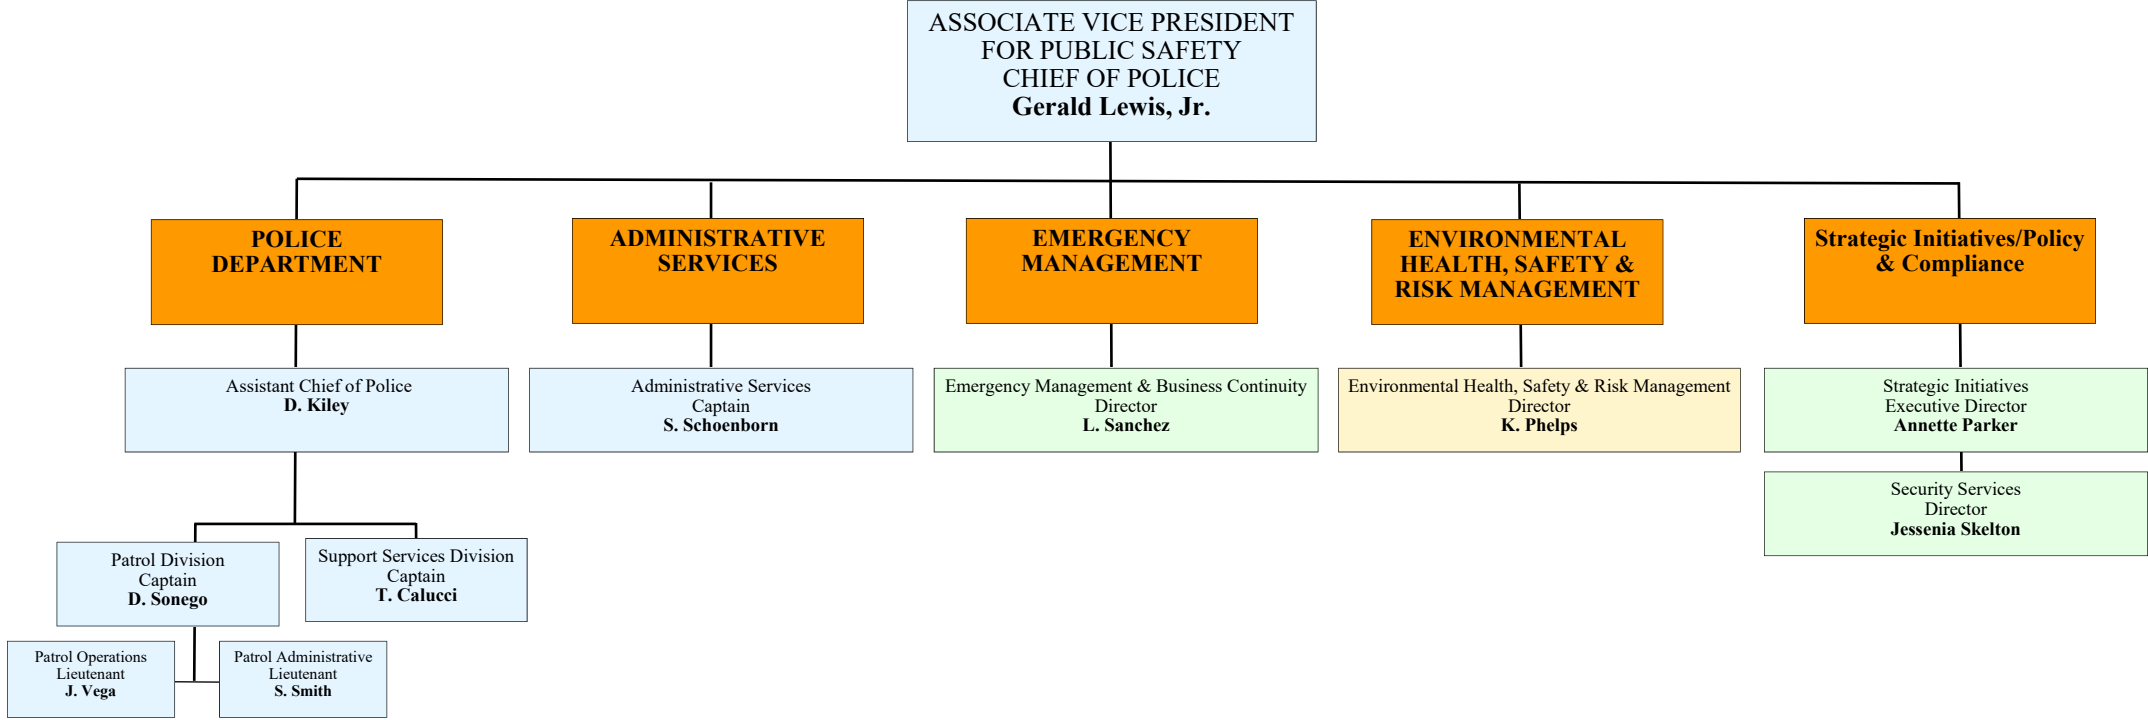 ASSOCIATE VICE PRESIDENT
FOR PUBLIC SAFETY
CHIEF OF POLICE
Gerald Lewis, Jr.
POLICE
DEPARTMENT
ADMINISTRATIVE
SERVICES
EMERGENCY
MANAGEMENT
ENVIRONMENTAL
HEALTH, SAFETY &
RISK MANAGEMENT
Strategic Initiatives/Policy
& Compliance
Assistant Chief of Police
D. Kiley
Administrative Services
Captain
S. Schoenborn
Emergency Management & Business Continuity
Director
L. Sanchez
Environmental Health, Safety & Risk Management
Director
K. Phelps
Strategic Initiatives
Executive Director
Annette Parker
Security Services
Director
Jessenia Skelton
Patrol Division
Captain
D. Sonego
Support Services Division
Captain
T. Calucci
Patrol Operations
Lieutenant
J. Vega
Patrol Administrative
Lieutenant
S. Smith